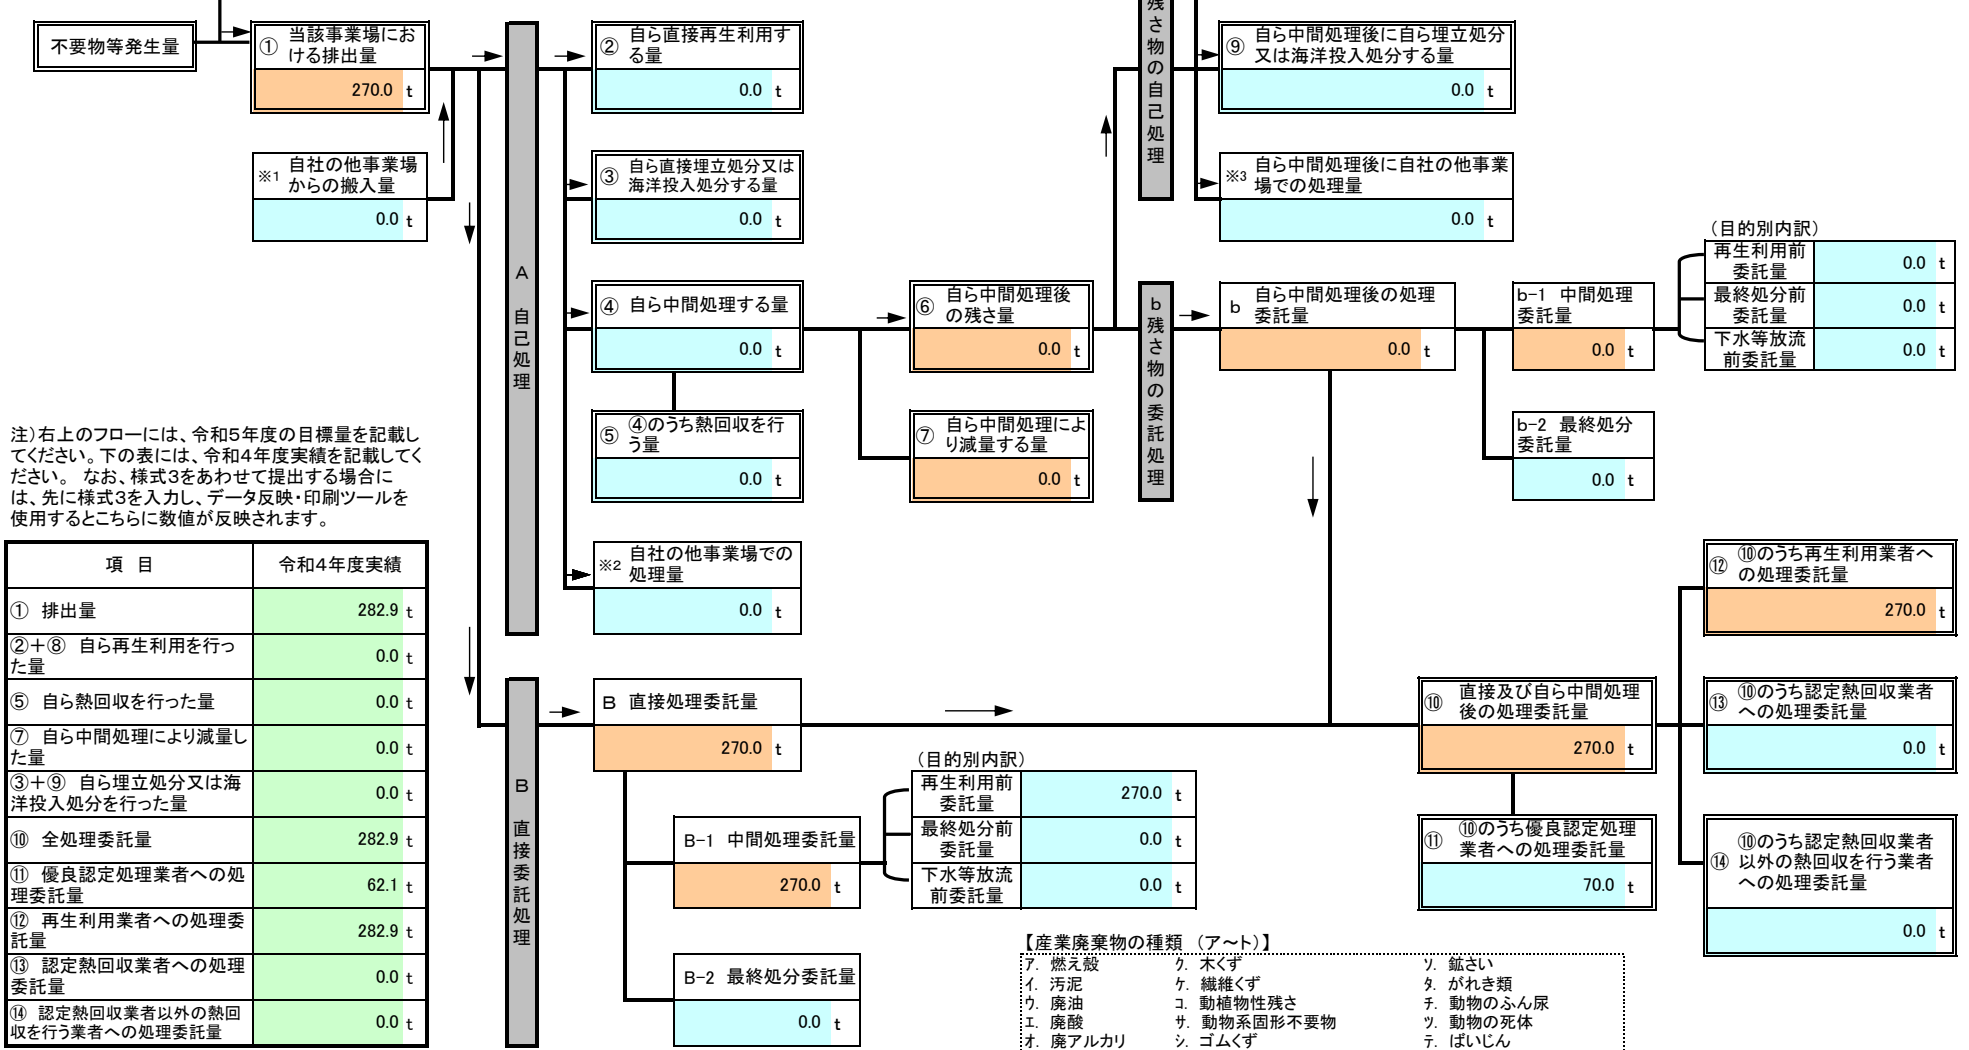 不要物等発生量
① 当該事業場にお
ける排出量
270.0 t
※1 自社の他事業場
からの搬入量
0.0 t
A 自己処理
② 自ら直接再生利用す
る量
0.0 t
③ 自ら直接埋立処分又は
海洋投入処分する量
0.0 t
④ 自ら中間処理する量
0.0 t
⑤ ④のうち熱回収を行
う量
0.0 t
※2 自社の他事業場での
処理量
0.0 t
⑥ 自ら中間処理後
の残さ量
0.0 t
⑦ 自ら中間処理によ
り減量する量
0.0 t
残さ物の自己処理
⑨ 自ら中間処理後に自ら埋立処分
又は海洋投入処分する量
0.0 t
※3 自ら中間処理後に自社の他事業
場での処理量
0.0 t
b 残さ物の委託処理
b 自ら中間処理後の処理
委託量
0.0 t
b-1 中間処理
委託量
0.0 t
b-2 最終処分
委託量
0.0 t
（目的別内訳）
再生利用前
委託量
0.0 t
最終処分前
委託量
0.0 t
下水等放流
前委託量
0.0 t
注）右上のフローには、令和5年度の目標量を記載し
てください。下の表には、令和4年度実績を記載してく
ださい。 なお、様式3をあわせて提出する場合に
は、先に様式3を入力し、データ反映・印刷ツールを
使用するとこちらに数値が反映されます。
項 目 令和4年度実績
① 排出量 282.9 t
②＋⑧ 自ら再生利用を行っ
た量 0.0 t
⑤ 自ら熱回収を行った量 0.0 t
⑦ 自ら中間処理により減量し
た量 0.0 t
③＋⑨ 自ら埋立処分又は海
洋投入処分を行った量 0.0 t
⑩ 全処理委託量 282.9 t
⑪ 優良認定処理業者への処
理委託量 62.1 t
⑫ 再生利用業者への処理委
託量 282.9 t
⑬ 認定熱回収業者への処理
委託量 0.0 t
⑭ 認定熱回収業者以外の熱回
収を行う業者への処理委託量 0.0 t
B 直接委託処理
B 直接処理委託量
270.0 t
B-1 中間処理委託量
270.0 t
B-2 最終処分委託量
0.0 t
（目的別内訳）
再生利用前
委託量
270.0 t
最終処分前
委託量
0.0 t
下水等放流
前委託量
0.0 t
⑩ 直接及び自ら中間処理
後の処理委託量
270.0 t
⑪ ⑩のうち優良認定処理
業者への処理委託量
70.0 t
⑫ ⑩のうち再生利用業者へ
の処理委託量
270.0 t
⑬ ⑩のうち認定熱回収業者
への処理委託量
0.0 t
⑭ ⑩のうち認定熱回収業者
以外の熱回収を行う業者
への処理委託量
0.0 t
【産業廃棄物の種類 （ア～ト）】
ア. 燃え殻 ク. 木くず ソ. 鉱さい
イ. 汚泥 ケ. 繊維くず タ. がれき類
ウ. 廃油 コ. 動植物性残さ チ. 動物のふん尿
エ. 廃酸 サ. 動物系固形不要物 ツ. 動物の死体
オ. 廃アルカリ シ. ゴムくず テ. ばいじん